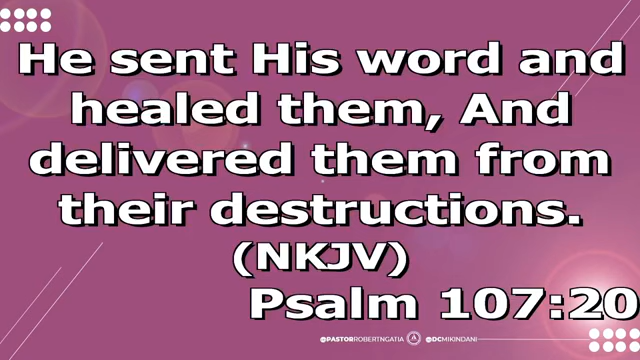 He sent His word and
healed them, And
delivered them from
their destructions.
(NKJV)
Psalm 107:20
@PASTORROBERTNGATIA @DCMIKINDANI